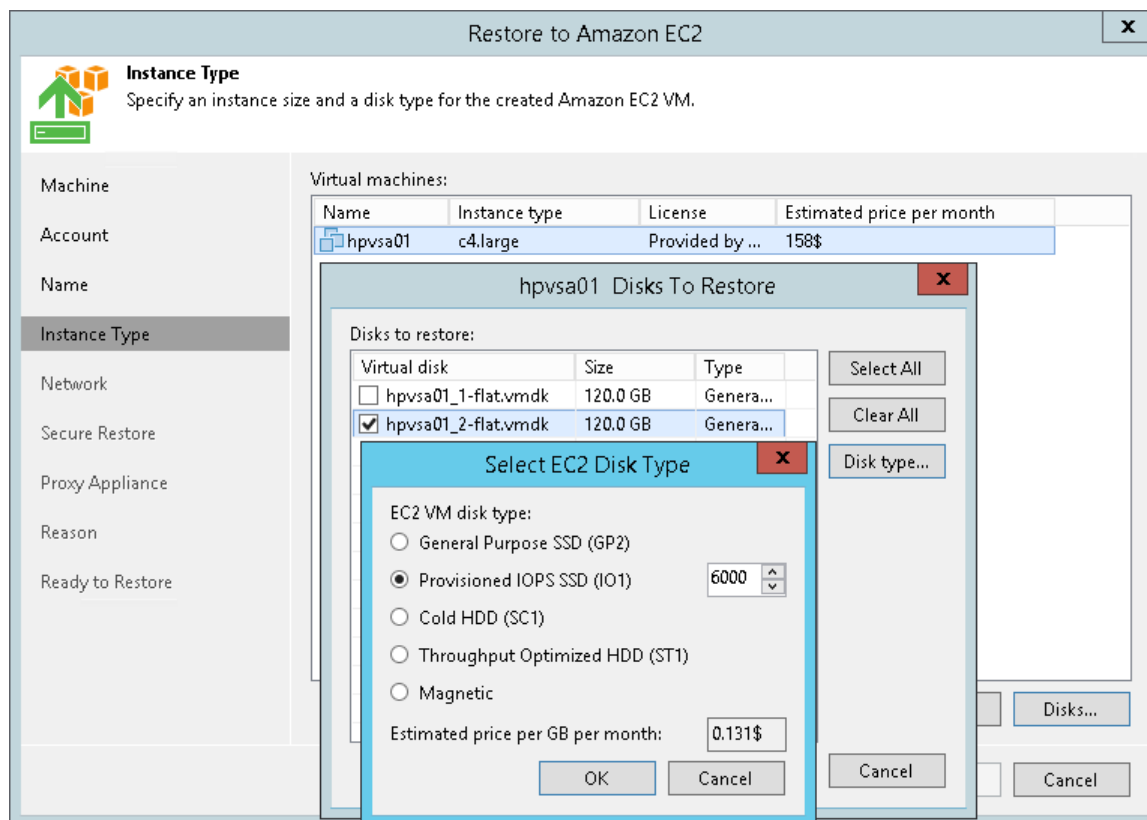 Restore to Amazon EC2
x
Instance Type
Specify an instance size and a disk type for the created Amazon EC2 VM.
Machine
Account
Name
Instance Type
Network
Secure Restore
Proxy Appliance
Reason
Ready to Restore
Virtual machines:
Name Instance type License Estimated price per month
hpvsa01 c4.large Provided by ... 158$
hpvsa01 Disks To Restore
x
Disks to restore:
Virtual disk Size Type
hpvsa01_1-flat.vmdk 120.0 GB Genera...
hpvsa01_2-flat.vmdk 120.0 GB Genera...
Select All
Clear All
Disk type...
Select EC2 Disk Type
x
EC2 VM disk type:
General Purpose SSD (GP2)
Provisioned IOPS SSD (IO1) 6000
Cold HDD (SC1)
Throughput Optimized HDD (ST1)
Magnetic
Estimated price per GB per month: 0.131$
OK Cancel
Cancel
Disks...
Cancel